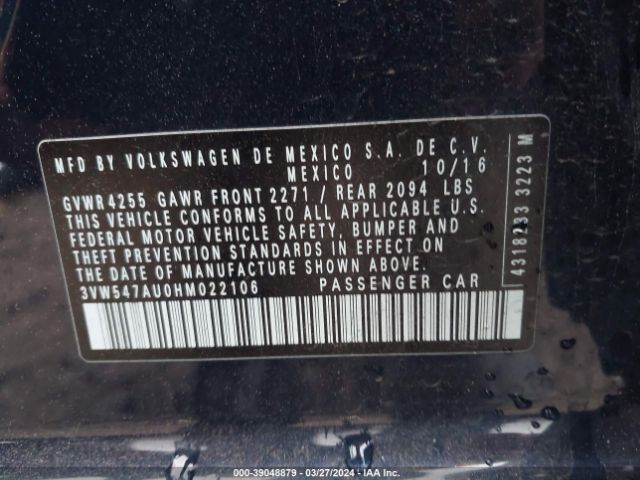 MFD BY VOLKSWAGEN DE MEXICO S.A. DE C.V.
MEXICO 10/16
GVWR 4255 GAWR FRONT 2271 / REAR 2094 LBS
THIS VEHICLE CONFORMS TO ALL APPLICABLE U.S.
FEDERAL MOTOR VEHICLE SAFETY, BUMPER AND
THEFT PREVENTION STANDARDS IN EFFECT ON
THE DATE OF MANUFACTURE SHOWN ABOVE.
3VW547AU0HM022106 PASSENGER CAR
3223 M
000-39048879 | 03/27/2024 | IAA Inc.